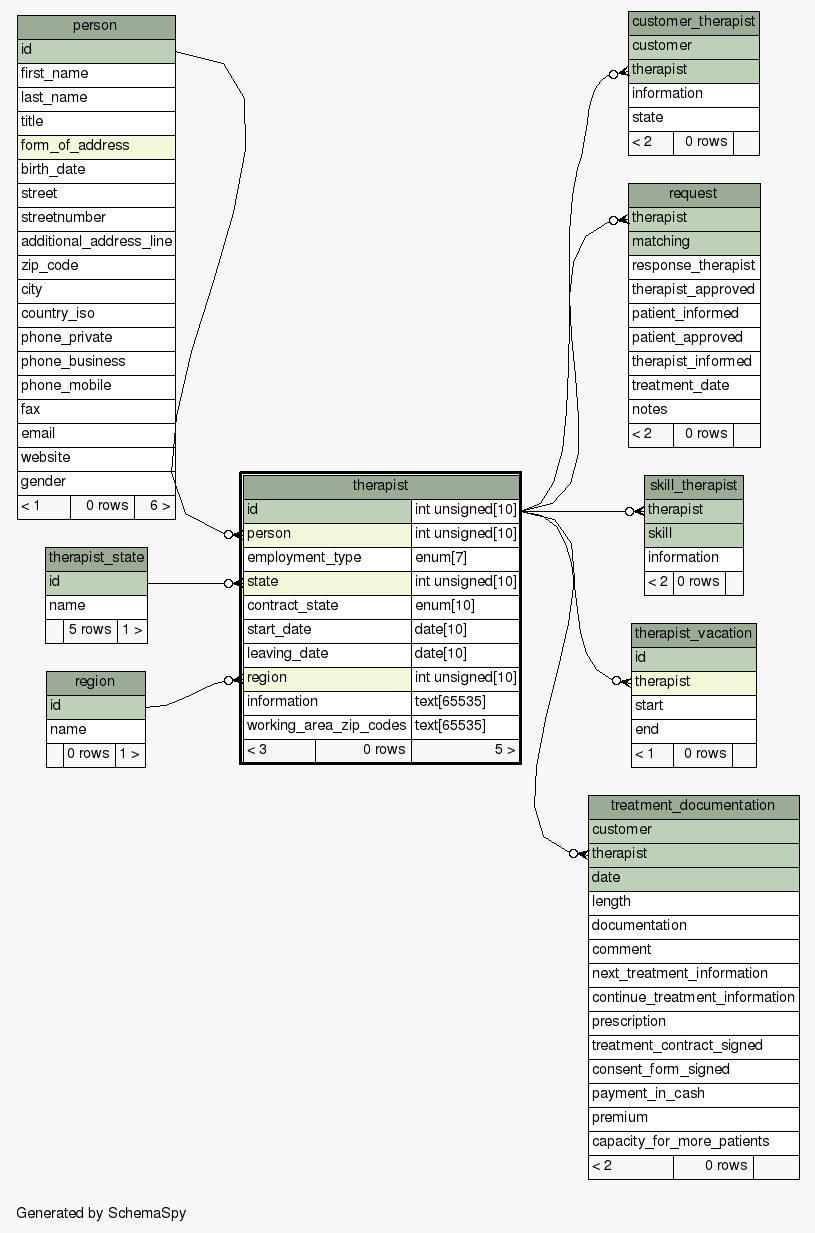 person
id
first_name
last_name
title
form_of_address
birth_date
street
streetnumber
additional_address_line
zip_code
city
country_iso
phone_private
phone_business
phone_mobile
fax
email
website
gender
< 1 0 rows 6 >
therapist_state
id
name
5 rows 1 >
region
id
name
0 rows 1 >
therapist
id int unsigned[10]
person int unsigned[10]
employment_type enum[7]
state int unsigned[10]
contract_state enum[10]
start_date date[10]
leaving_date date[10]
region int unsigned[10]
information text[65535]
working_area_zip_codes text[65535]
< 3 0 rows 5 >
customer_therapist
customer
therapist
information
state
< 2 0 rows
request
therapist
matching
response_therapist
therapist_approved
patient_informed
patient_approved
therapist_informed
treatment_date
notes
< 2 0 rows
skill_therapist
therapist
skill
information
< 2 0 rows
therapist_vacation
id
therapist
start
end
< 1 0 rows
treatment_documentation
customer
therapist
date
length
documentation
comment
next_treatment_information
continue_treatment_information
prescription
treatment_contract_signed
consent_form_signed
payment_in_cash
premium
capacity_for_more_patients
< 2 0 rows
Generated by SchemaSpy